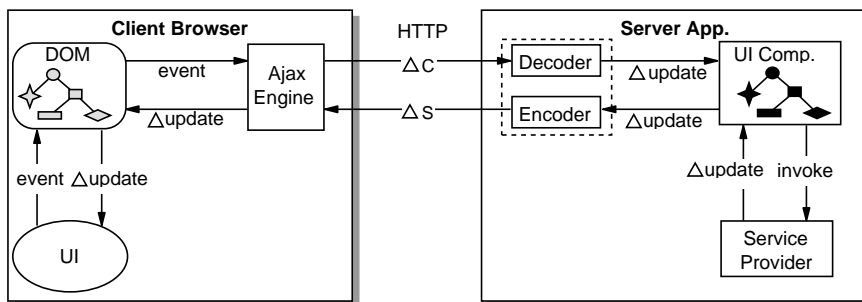 Client Browser
HTTP
Server App.
DOM
event
Ajax
Engine
△update
△C
△S
Decoder
Encoder
△update
△update
UI Comp.
event
△update
UI
△update
invoke
Service
Provider